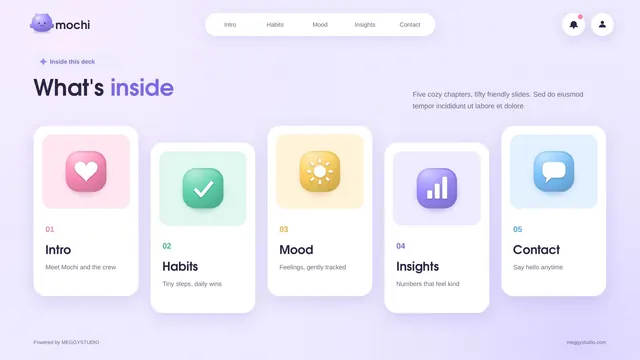 mochi
Intro
Habits
Mood
Insights
Contact
Inside this deck
What's inside
Five cozy chapters, fifty friendly slides. Sed do eiusmod
tempor incididunt ut labore et dolore.
01
Intro
Meet Mochi and the crew
02
Habits
Tiny steps, daily wins
03
Mood
Feelings, gently tracked
04
Insights
Numbers that feel kind
05
Contact
Say hello anytime
Powered by MEGGYSTUDIO
meggystudio.com